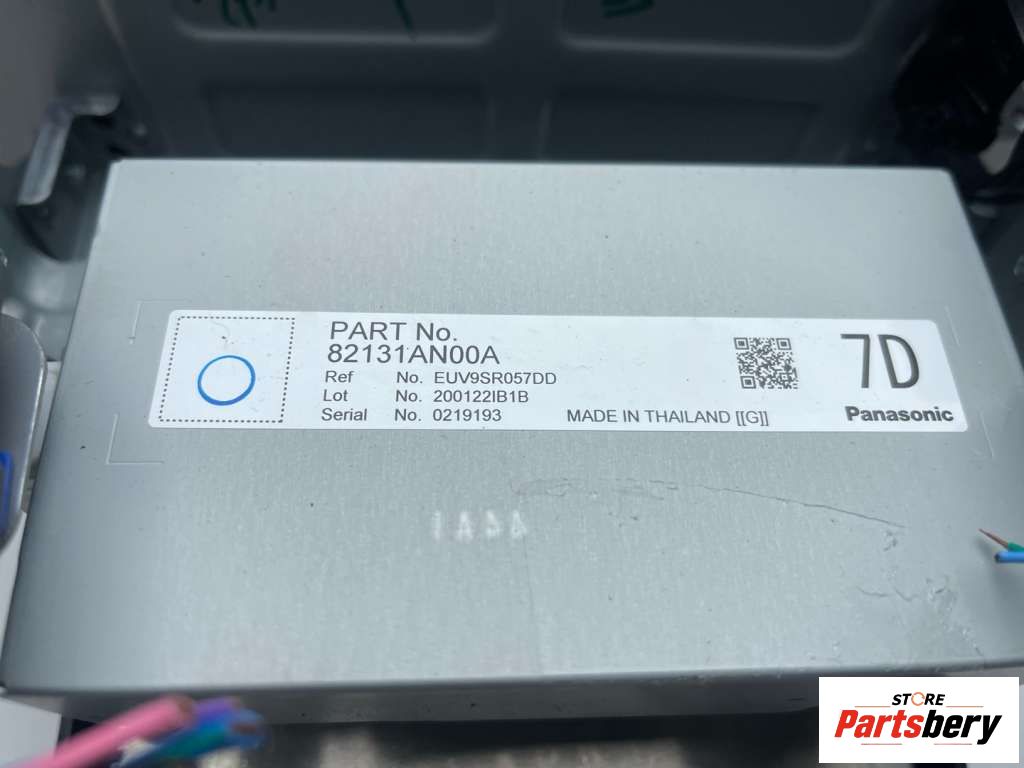 PART No.
82131AN00A
Ref No. EUV9SR057DD
Lot No. 200122IB1B
Serial No. 0219193
MADE IN THAILAND [[G]]
7D
Panasonic
STORE
Partsbery